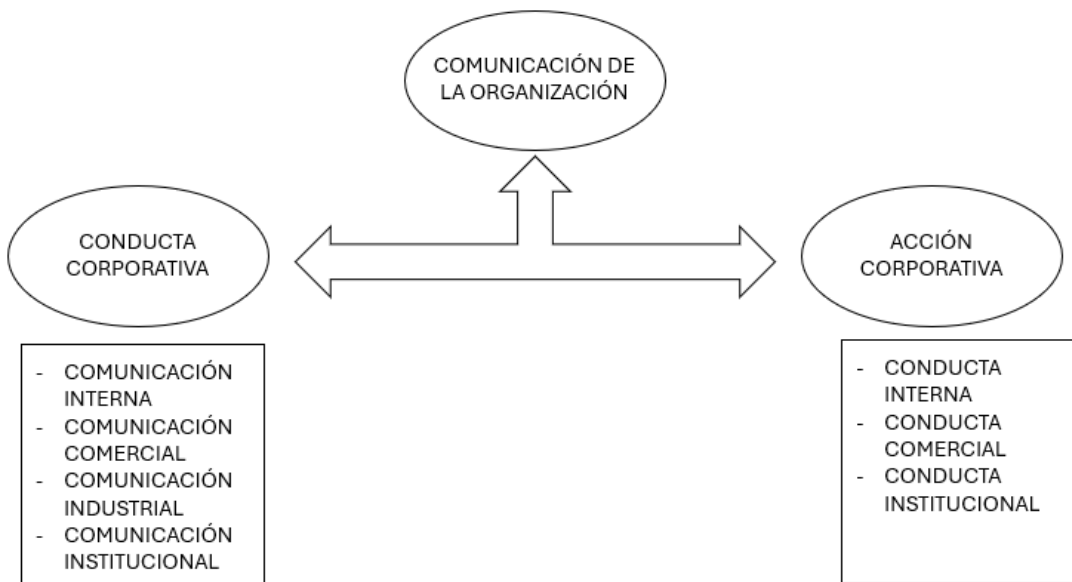 COMUNICACIÓN DE
LA ORGANIZACIÓN
CONDUCTA
CORPORATIVA
ACCIÓN
CORPORATIVA
- COMUNICACIÓN
INTERNA
- COMUNICACIÓN
COMERCIAL
- COMUNICACIÓN
INDUSTRIAL
- COMUNICACIÓN
INSTITUCIONAL
- CONDUCTA
INTERNA
- CONDUCTA
COMERCIAL
- CONDUCTA
INSTITUCIONAL